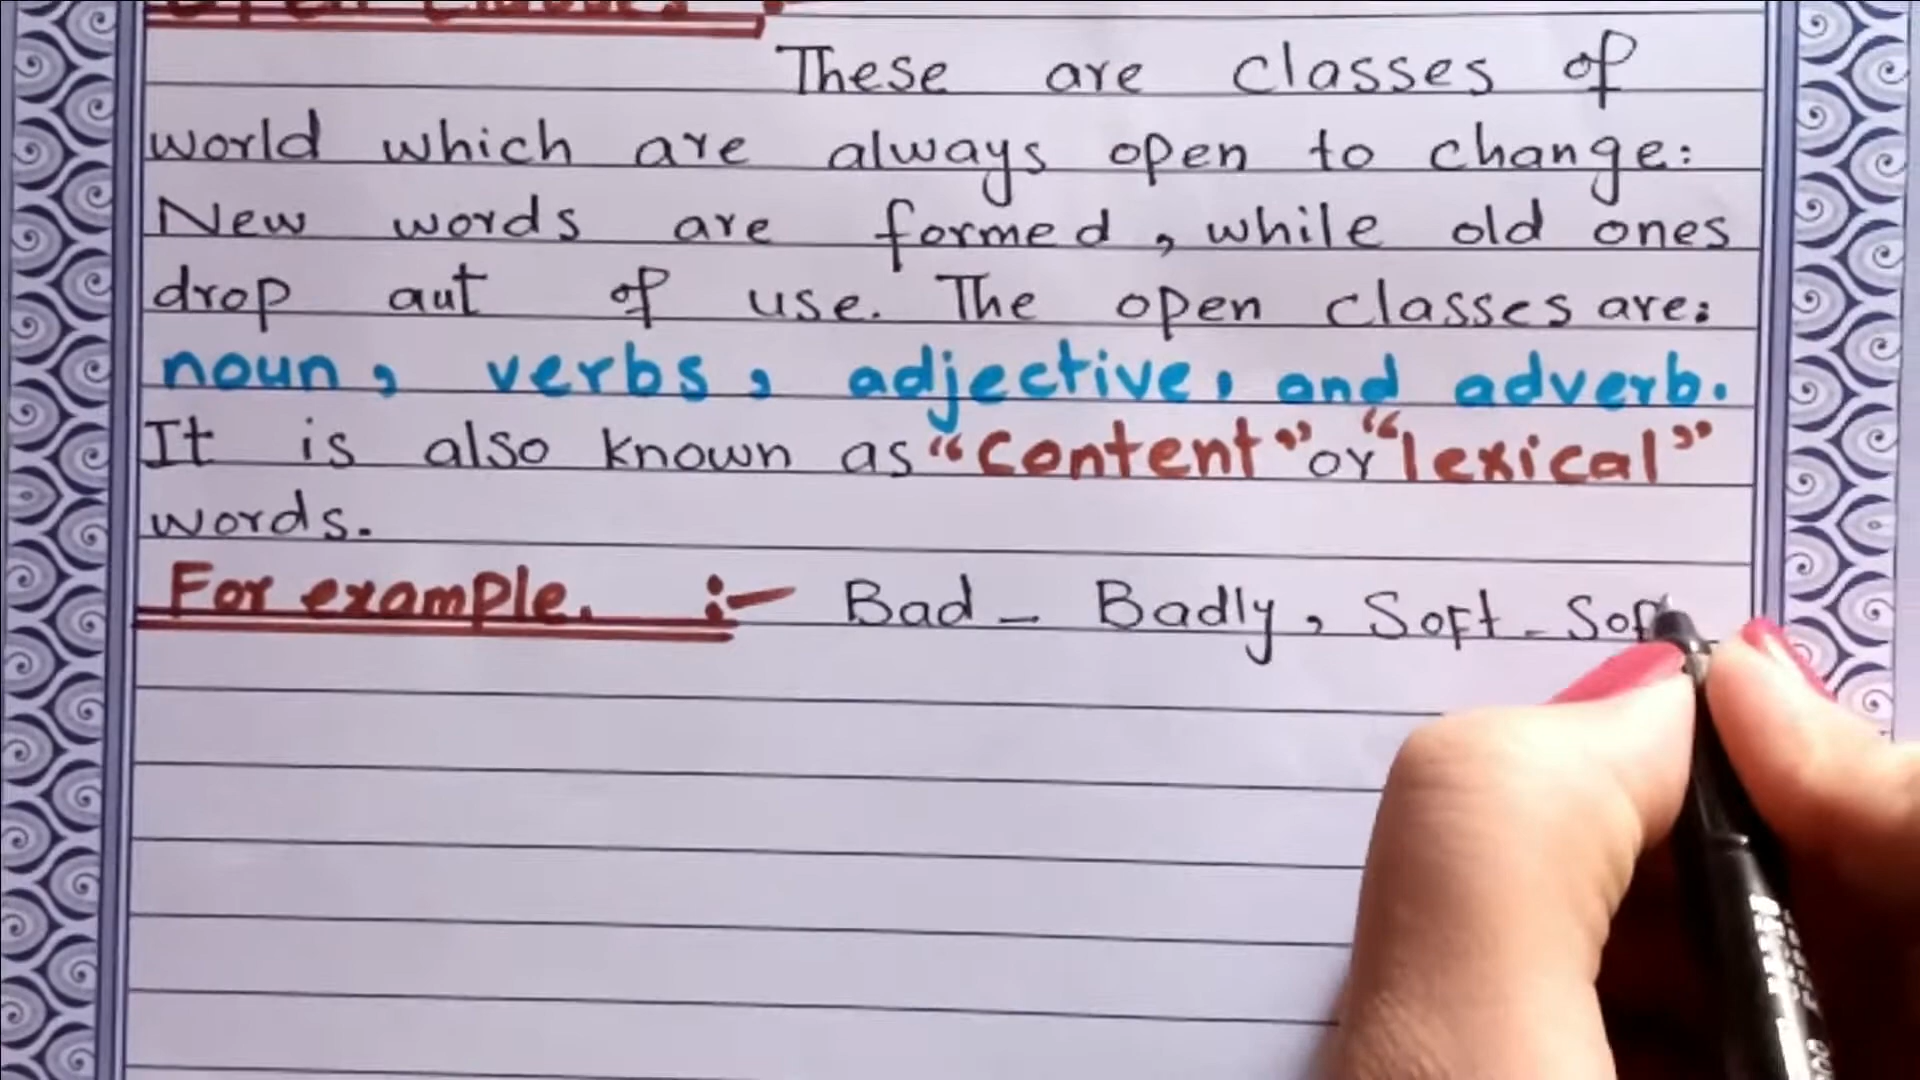 These are classes of
world which are always open to change:
New words are formed, while old ones
drop aut of use. The open classes are:
noun, verbs, adjective, and adverb.
It is also known as "content" or "lexical"
words.
For example. :- Bad - Badly, Soft - Sof